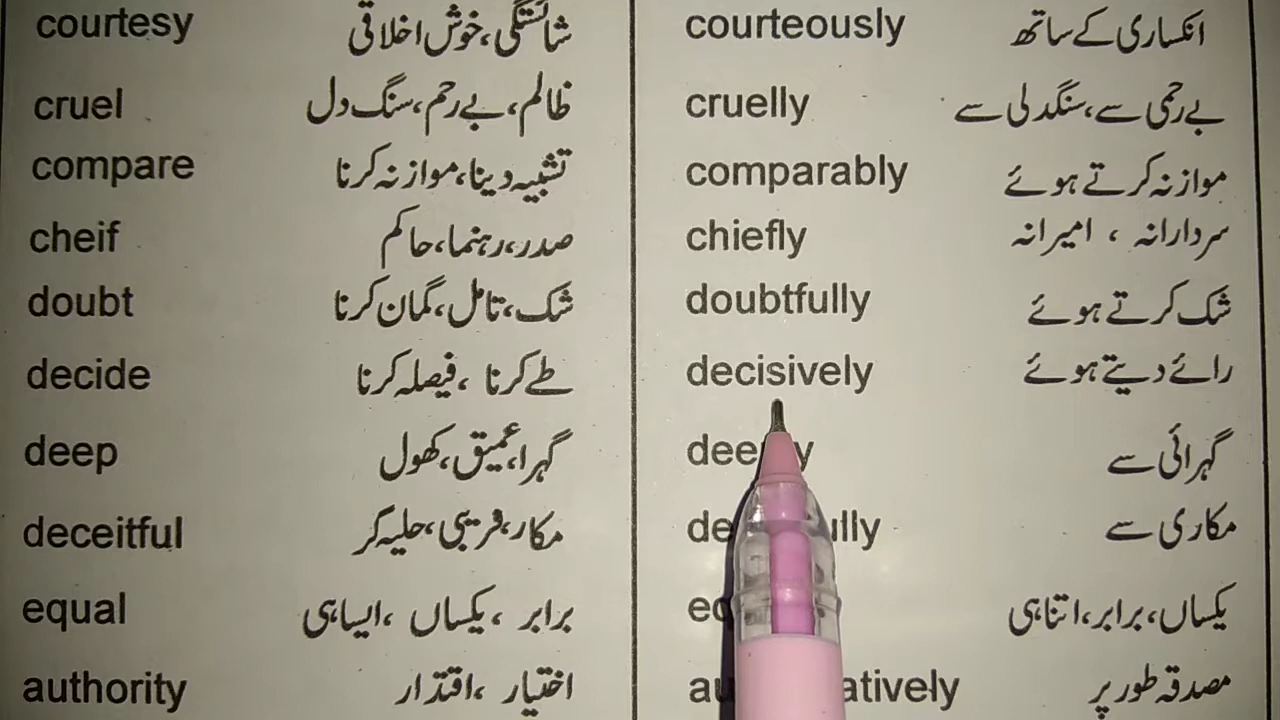 courtesy شائستگی،خوش اخلاقی courteously انکساری کے ساتھ
cruel ظالم،بے رحم،سنگ دل cruelly بے رحمی سے،سنگدلی سے
compare تشبیہ دینا،موازنہ کرنا comparably موازنہ کرتے ہوئے
cheif صدر،رہنما،حاکم chiefly سردارانہ ، امیرانہ
doubt شک،تامل،گمان کرنا doubtfully شک کرتے ہوئے
decide طے کرنا ،فیصلہ کرنا decisively رائے دیتے ہوئے
deep گہرا،عمیق،کھول گہرائی سے
deceitful مکار،فریبی،حلیہ گر مکاری سے
equal برابر ، یکساں ،ایسا ہی یکساں،برابر،اتنا ہی
authority اختیار ،اقتدار مصدقہ طور پر